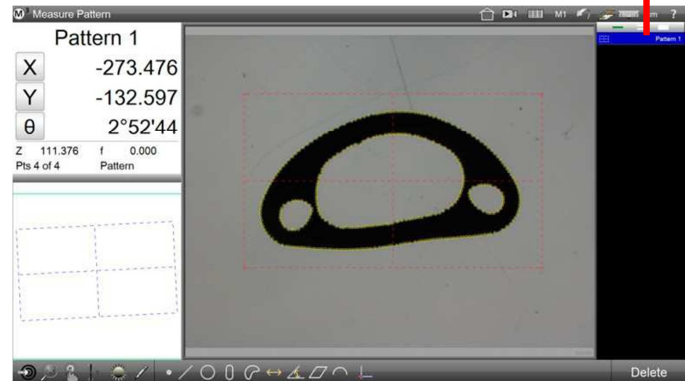 Measure Pattern
M1
?
Pattern 1
X -273.476
Y -132.597
θ 2°52'44
Z 111.376 f 0.000
Pts 4 of 4 Pattern
Pattern 1
Delete